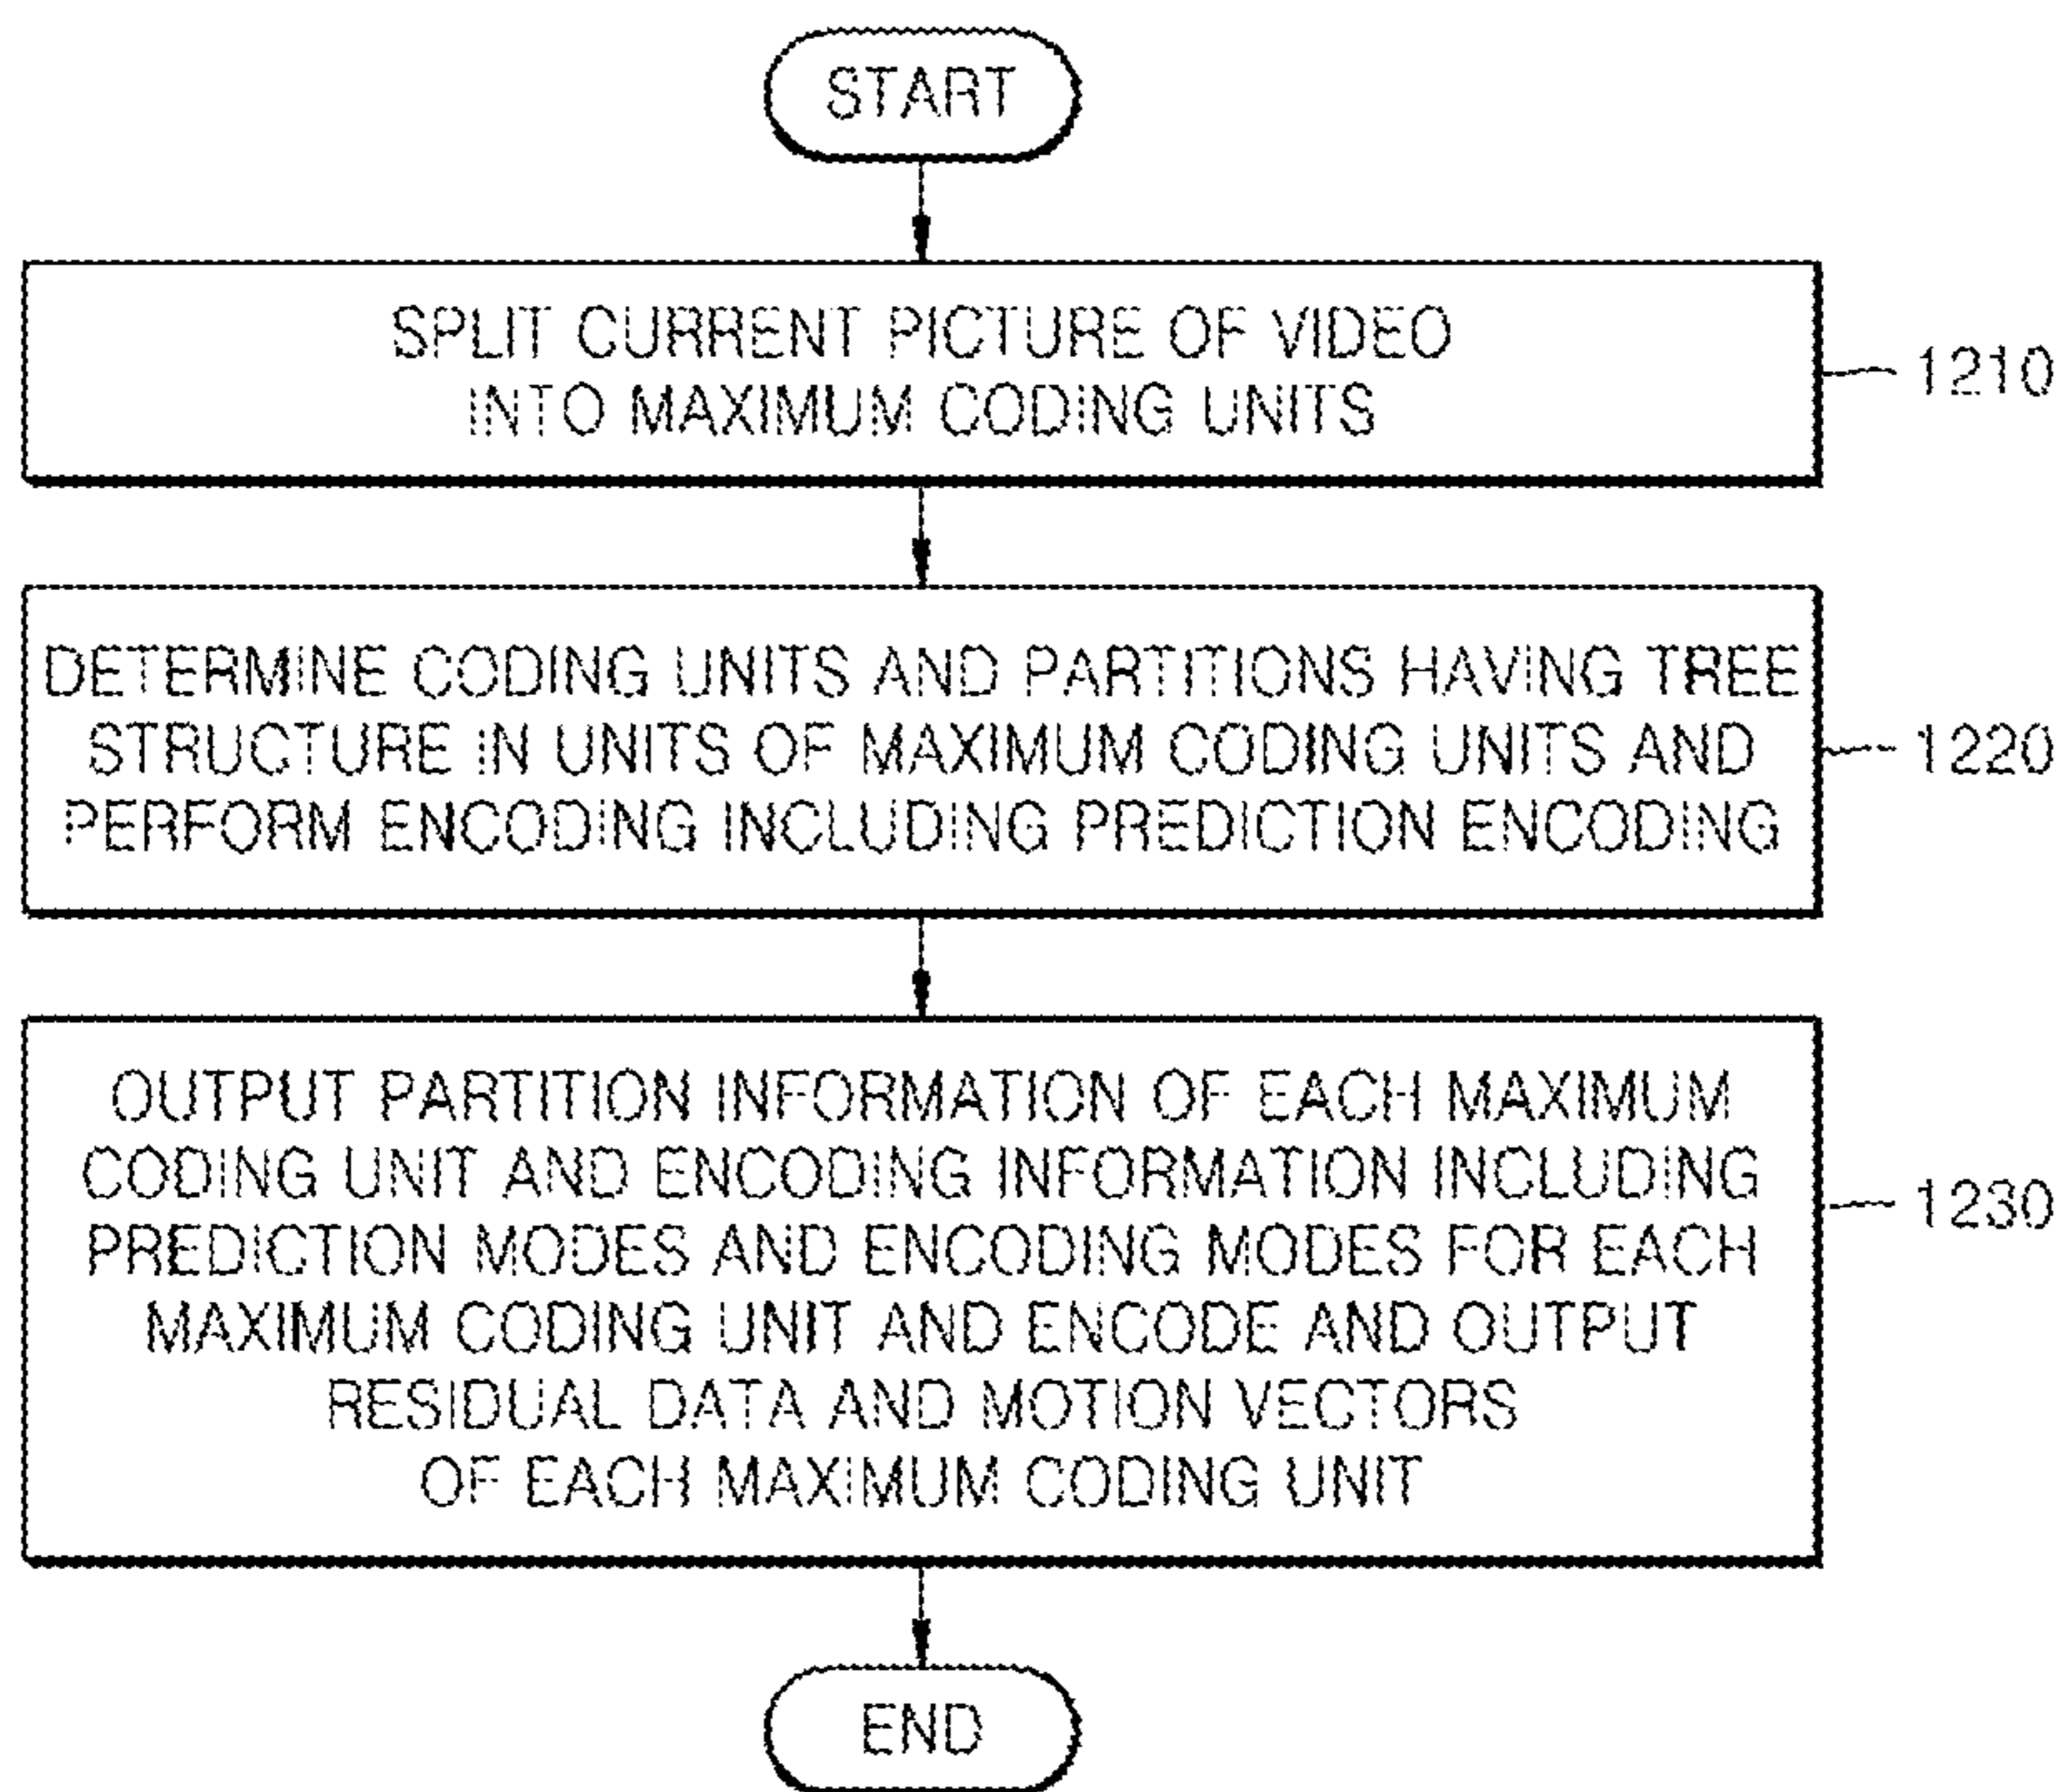 START
SPLIT CURRENT PICTURE OF VIDEO
INTO MAXIMUM CODING UNITS
1210
DETERMINE CODING UNITS AND PARTITIONS HAVING TREE
STRUCTURE IN UNITS OF MAXIMUM CODING UNITS AND
PERFORM ENCODING INCLUDING PREDICTION ENCODING
1220
OUTPUT PARTITION INFORMATION OF EACH MAXIMUM
CODING UNIT AND ENCODING INFORMATION INCLUDING
PREDICTION MODES AND ENCODING MODES FOR EACH
MAXIMUM CODING UNIT AND ENCODE AND OUTPUT
RESIDUAL DATA AND MOTION VECTORS
OF EACH MAXIMUM CODING UNIT
1230
END